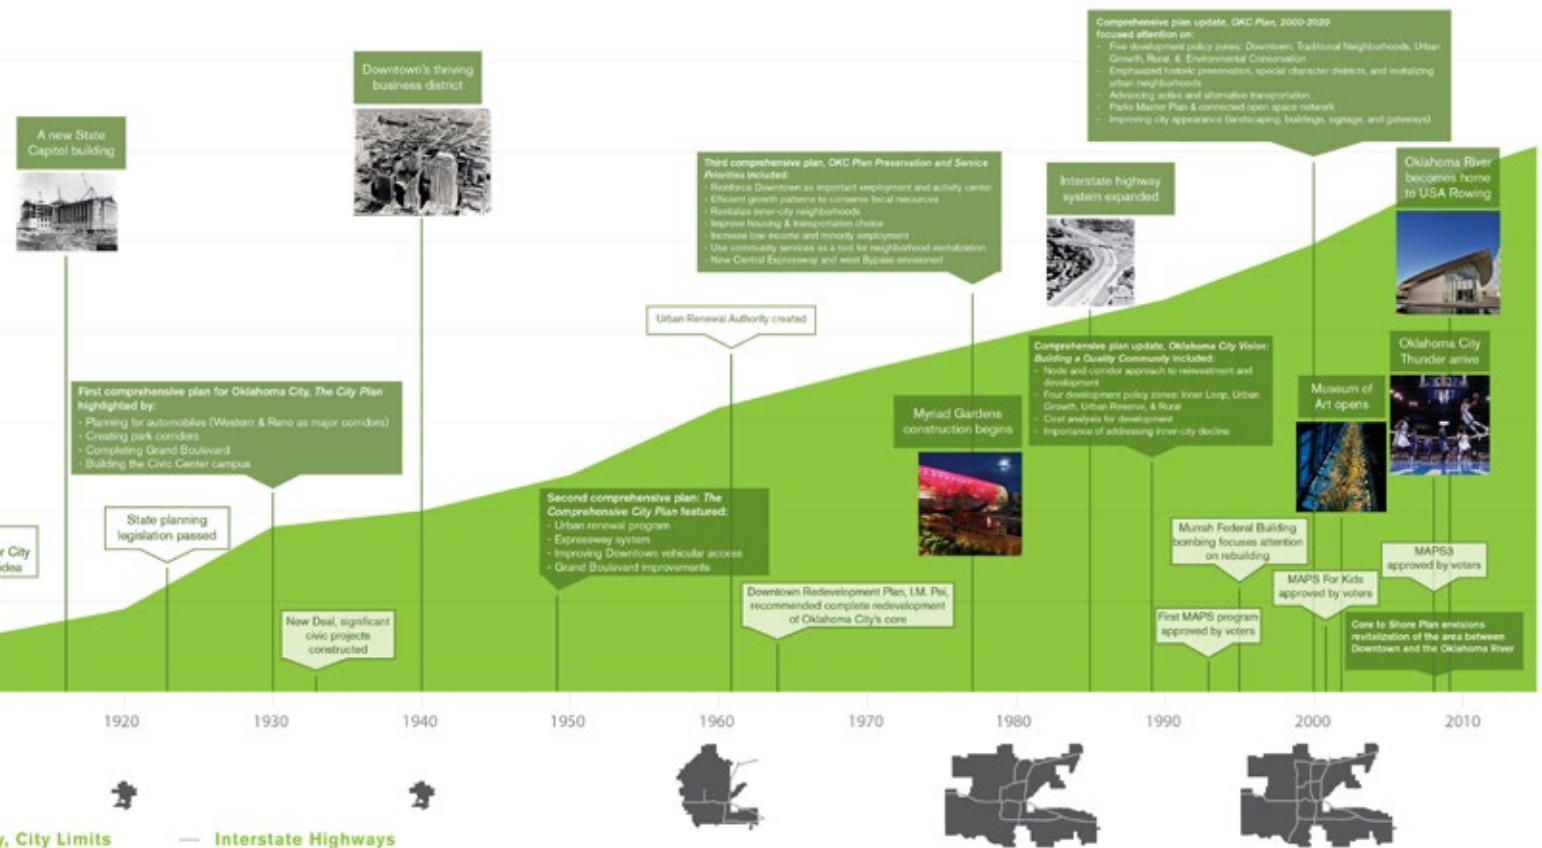 A new State
Capitol building
Downtown's thriving
business district
Comprehensive plan update, OKC Plan, 2000-2020
focused attention on:
- Five development policy zones: Downtown, Traditional Neighborhoods, Urban
Growth, Rural, & Environmental Conservation
- Emphasized historic preservation, special character districts, and revitalizing
urban neighborhoods
- Advancing active and alternative transportation
- Parks Master Plan & connected open space network
- Improving city appearance (landscaping, buildings, signage, and gateways)
Third comprehensive plan, OKC Plan Preservation and Service
Priorities included:
- Reinforce Downtown as important employment and activity center
- Efficient growth patterns to conserve fiscal resources
- Revitalize inner-city neighborhoods
- Improve housing & transportation choice
- Increase low-income and minority employment
- Use community services as a tool for neighborhood revitalization
- New Central Expressway and west Bypass envisioned
Interstate highway
system expanded
Oklahoma River
becomes home
to USA Rowing
Urban Renewal Authority created
First comprehensive plan for Oklahoma City, The City Plan
highlighted by:
- Planning for automobiles (Western & Reno as major corridors)
- Creating park corridors
- Completing Grand Boulevard
- Building the Civic Center campus
Comprehensive plan update, Oklahoma City Vision:
Building a Quality Community included:
- Node and corridor approach to reinvestment and
development
- Four development policy zones: Inner Loop, Urban
Growth, Urban Reserve, & Rural
- Cost analysis for development
- Importance of addressing inner-city decline
Oklahoma City
Thunder arrive
Museum of
Art opens
Myriad Gardens
construction begins
r City
idea
State planning
legislation passed
Second comprehensive plan: The
Comprehensive City Plan featured:
- Urban renewal program
- Expressway system
- Improving Downtown vehicular access
- Grand Boulevard improvements
Murrah Federal Building
bombing focuses attention
on rebuilding
MAPS3
approved by voters
MAPS For Kids
approved by voters
New Deal, significant
civic projects
constructed
Downtown Redevelopment Plan, I.M. Pei,
recommended complete redevelopment
of Oklahoma City's core
First MAPS program
approved by voters
Core to Shore Plan envisions
revitalization of the area between
Downtown and the Oklahoma River
1920 1930 1940 1950 1960 1970 1980 1990 2000 2010
y, City Limits
Interstate Highways